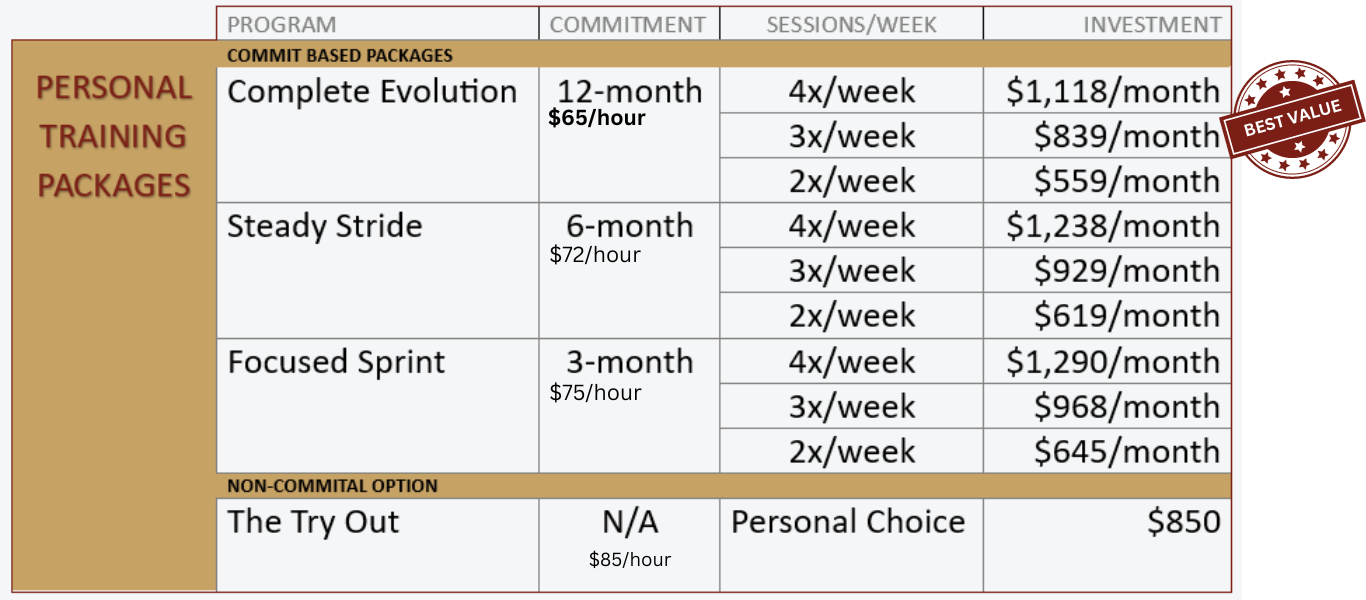 PROGRAM COMMITMENT SESSIONS/WEEK INVESTMENT
PERSONAL
TRAINING
PACKAGES
COMMIT BASED PACKAGES
Complete Evolution 12-month 4x/week $1,118/month
$65/hour
BEST VALUE
3x/week $839/month
2x/week $559/month
Steady Stride 6-month 4x/week $1,238/month
$72/hour
3x/week $929/month
2x/week $619/month
Focused Sprint 3-month 4x/week $1,290/month
$75/hour
3x/week $968/month
2x/week $645/month
NON-COMMITAL OPTION
The Try Out N/A Personal Choice $850
$85/hour